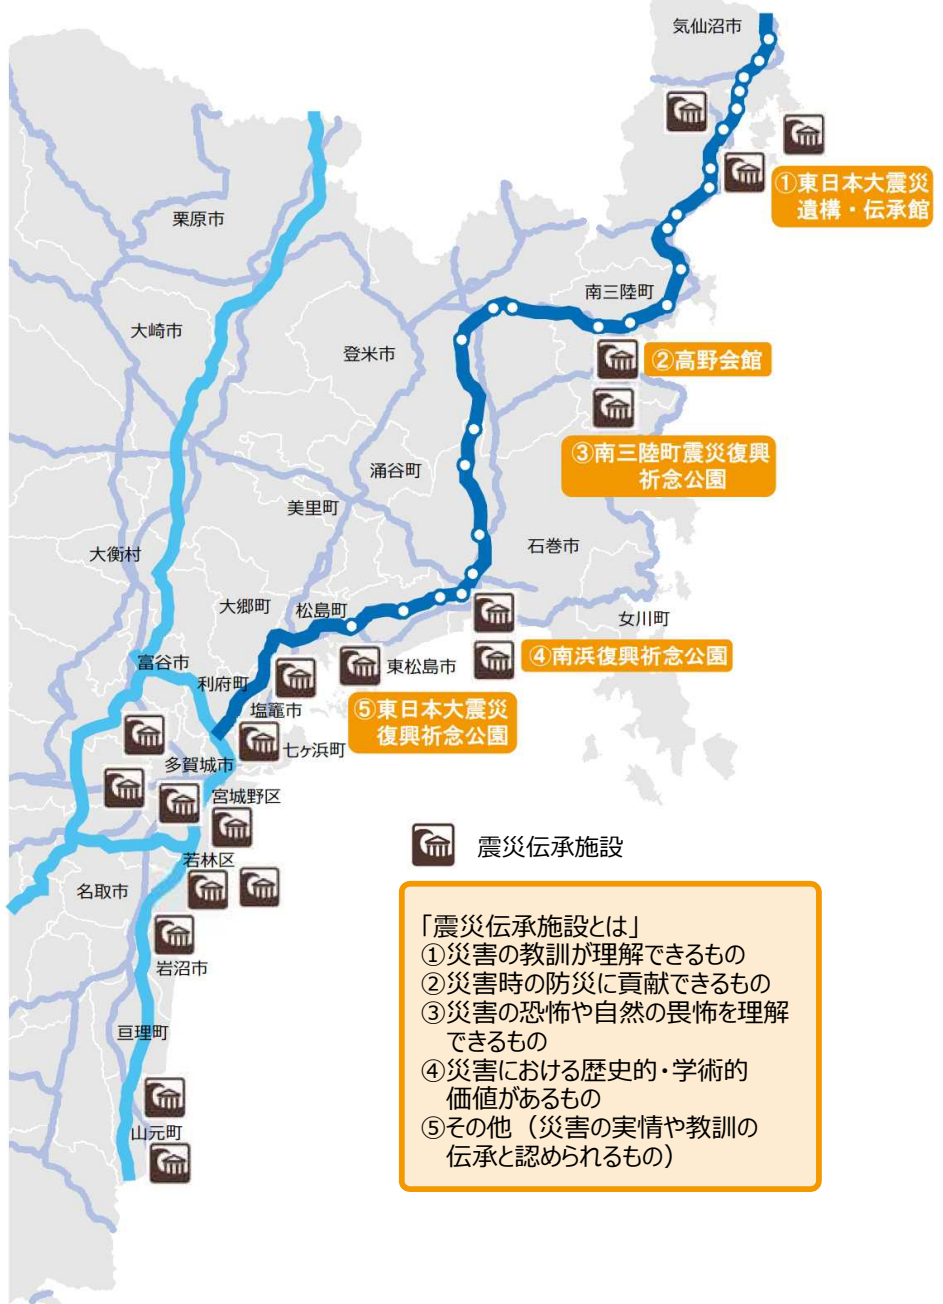 気仙沼市
①東日本大震災
遺構・伝承館
栗原市
南三陸町
大崎市
登米市
②高野会館
③南三陸町震災復興
祈念公園
涌谷町
美里町
石巻市
大衡村
大郷町
松島町
女川町
富谷市
利府町
東松島市
④南浜復興祈念公園
塩竈市
⑤東日本大震災
復興祈念公園
七ヶ浜町
多賀城市
宮城野区
震災伝承施設
若林区
名取市
岩沼市
亘理町
山元町
「震災伝承施設とは」
①災害の教訓が理解できるもの
②災害時の防災に貢献できるもの
③災害の恐怖や自然の畏怖を理解
できるもの
④災害における歴史的・学術的
価値があるもの
⑤その他（災害の実情や教訓の
伝承と認められるもの）